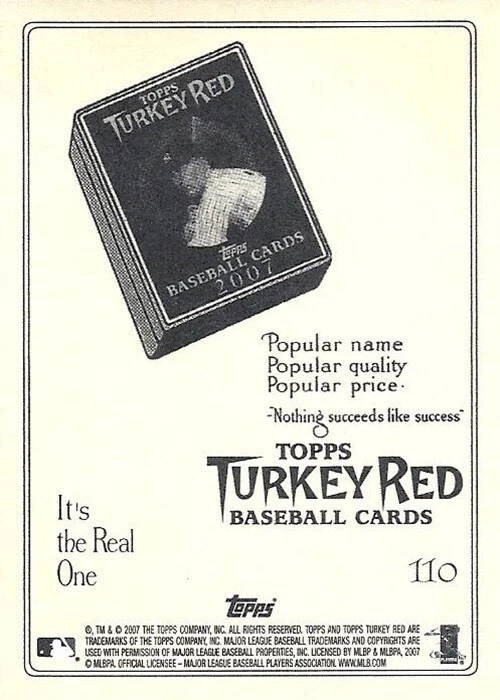 TOPPS
TURKEY RED
topps
BASEBALL CARDS
2007
Popular name
Popular quality
Popular price.
"Nothing succeeds like success"
TOPPS
TURKEY RED
BASEBALL CARDS
It's
the Real
One
110
topps
®, TM & © 2007 THE TOPPS COMPANY, INC. ALL RIGHTS RESERVED. TOPPS AND TOPPS TURKEY RED ARE
TRADEMARKS OF THE TOPPS COMPANY, INC. MAJOR LEAGUE BASEBALL TRADEMARKS AND COPYRIGHTS ARE
USED WITH PERMISSION OF MAJOR LEAGUE BASEBALL PROPERTIES, INC. LICENSED BY MLBP & MLBPA, 2007
© MLBPA. OFFICIAL LICENSEE – MAJOR LEAGUE BASEBALL PLAYERS ASSOCIATION. WWW.MLB.COM